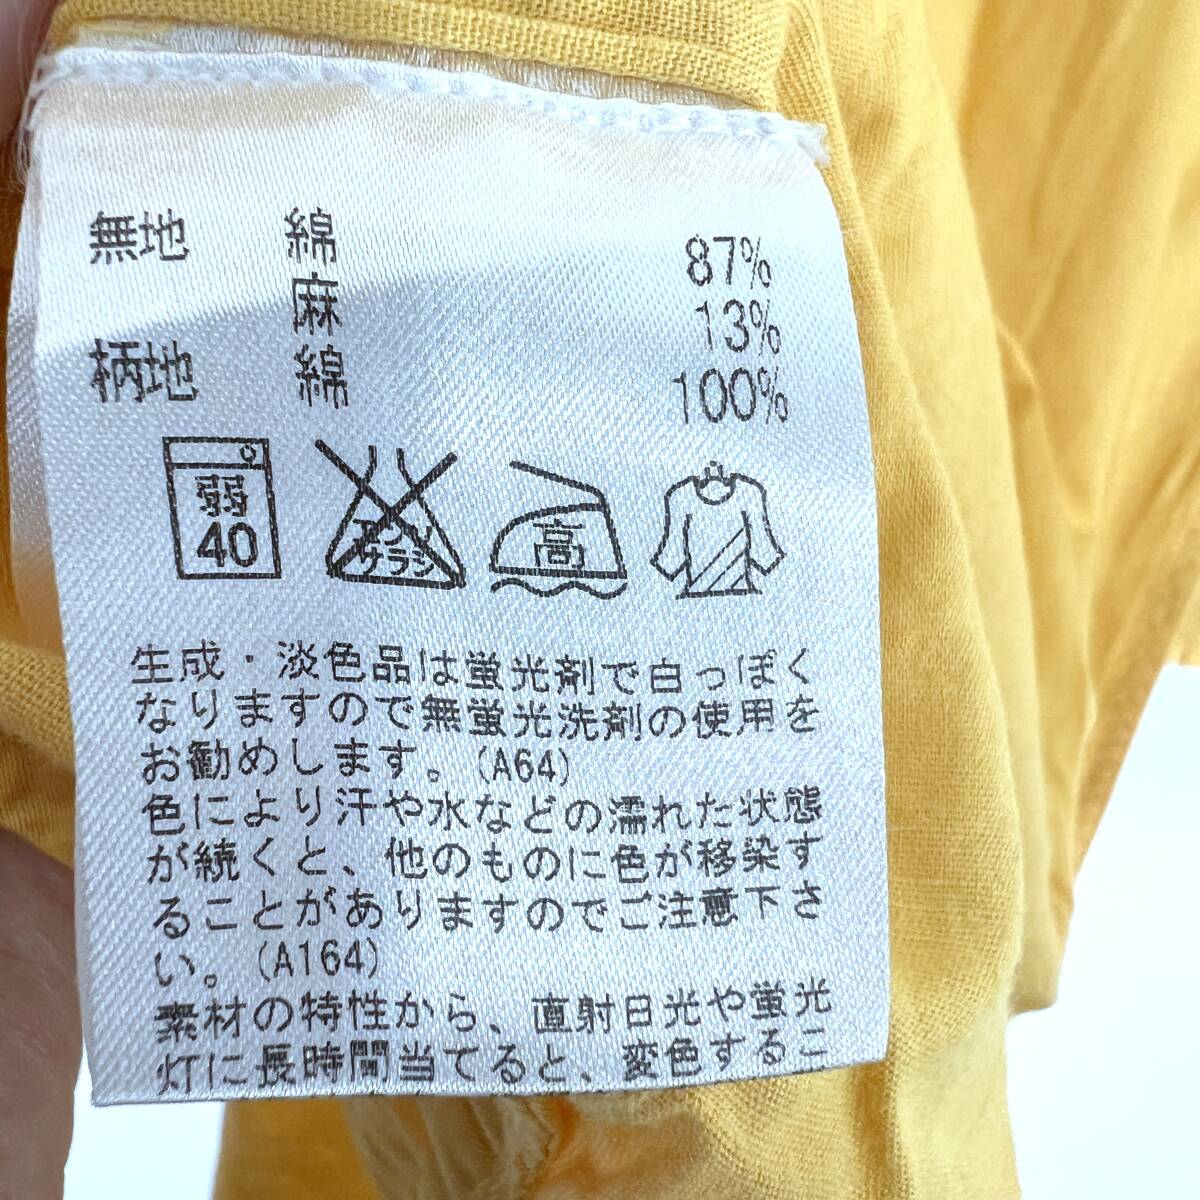 無地 綿 87%
麻 13%
柄地 綿 100%
弱 40
エンソ サラシ
高
生成・淡色品は蛍光剤で白っぽく
なりますので無蛍光洗剤の使用を
お勧めします。(A64)
色により汗や水などの濡れた状態
が続くと、他のものに色が移染す
ることがありますのでご注意下さ
い。(A164)
素材の特性から、直射日光や蛍光
灯に長時間当てると、変色するこ